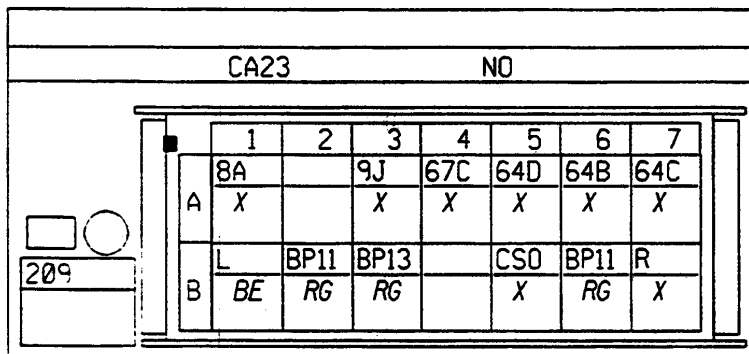 CA23 NO
1 2 3 4 5 6 7
8A 9J 67C 64D 64B 64C
A X X X X X X
L BP11 BP13 CSO BP11 R
209
B BE RG RG X RG X